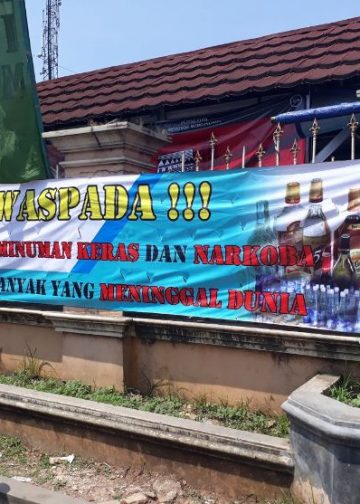 WASPADA !!!
MINUMAN KERAS DAN NARKOBA
ANYAK YANG MENINGGAL DUNIA